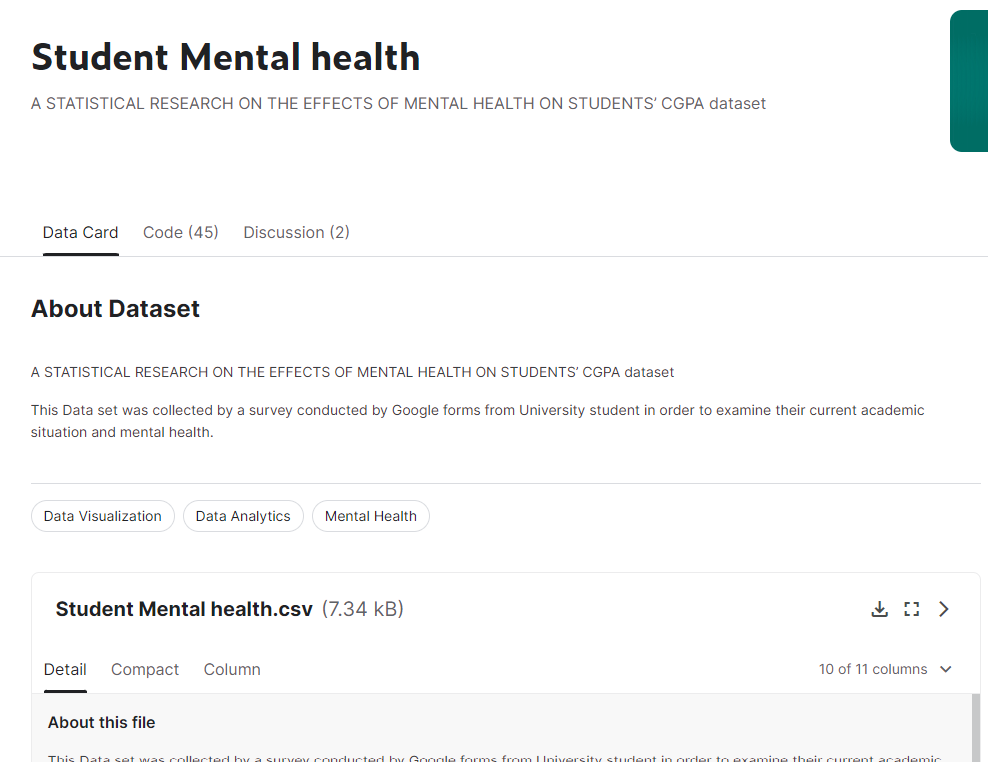 Student Mental health
A STATISTICAL RESEARCH ON THE EFFECTS OF MENTAL HEALTH ON STUDENTS’ CGPA dataset
Data Card Code (45) Discussion (2)
About Dataset
A STATISTICAL RESEARCH ON THE EFFECTS OF MENTAL HEALTH ON STUDENTS’ CGPA dataset
This Data set was collected by a survey conducted by Google forms from University student in order to examine their current academic
situation and mental health.
Data Visualization Data Analytics Mental Health
Student Mental health.csv (7.34 kB)
Detail Compact Column 10 of 11 columns
About this file
This Data set was collected by a survey conducted by Google forms from University student in order to examine their current academic